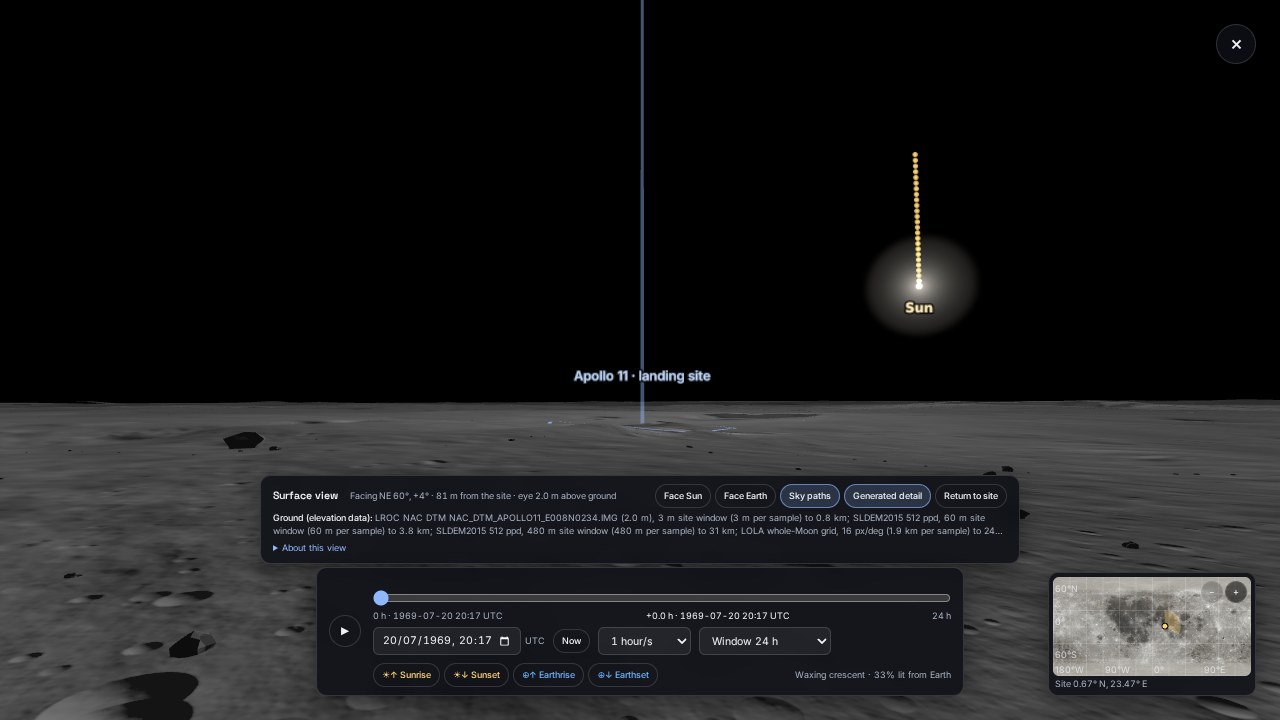 ×
Sun
Apollo 11 · landing site
Surface view Facing NE 60°, +4° · 81 m from the site · eye 2.0 m above ground Face Sun Face Earth Sky paths Generated detail Return to site
Ground (elevation data): LROC NAC DTM NAC_DTM_APOLLO11_E008N0234.IMG (2.0 m), 3 m site window (3 m per sample) to 0.8 km; SLDEM2015 512 ppd, 60 m site
window (60 m per sample) to 3.8 km; SLDEM2015 512 ppd, 480 m site window (480 m per sample) to 31 km; LOLA whole-Moon grid, 16 px/deg (1.9 km per sample) to 24...
▶ About this view
0 h · 1969-07-20 20:17 UTC +0.0 h · 1969-07-20 20:17 UTC 24 h
20/07/1969, 20:17 UTC Now 1 hour/s Window 24 h
☀↑ Sunrise ☀↓ Sunset ⊕↑ Earthrise ⊕↓ Earthset Waxing crescent · 33% lit from Earth
− +
60°N
0°
60°S
180°W 90°W 0° 90°E
Site 0.67° N, 23.47° E